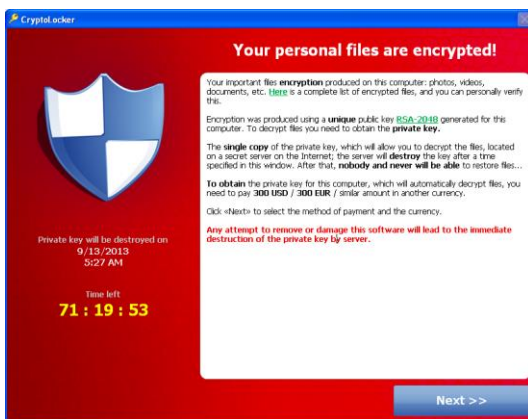 CryptoLocker
Your personal files are encrypted!
Your important files encryption produced on this computer: photos, videos,
documents, etc. Here is a complete list of encrypted files, and you can personally verify
this.
Encryption was produced using a unique public key RSA-2048 generated for this
computer. To decrypt files you need to obtain the private key.
The single copy of the private key, which will allow you to decrypt the files, located
on a secret server on the Internet; the server will destroy the key after a time
specified in this window. After that, nobody and never will be able to restore files...
To obtain the private key for this computer, which will automatically decrypt files, you
need to pay 300 USD / 300 EUR / similar amount in another currency.
Click «Next» to select the method of payment and the currency.
Any attempt to remove or damage this software will lead to the immediate
destruction of the private key by server.
Private key will be destroyed on
9/13/2013
5:27 AM
Time left
71 : 19 : 53
Next >>